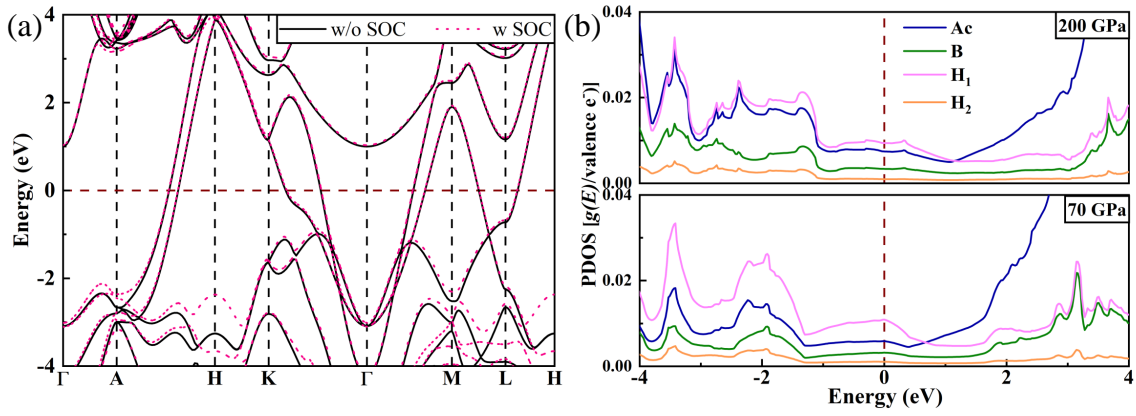 (a)
w/o SOC
w SOC
Energy (eV)
4
2
0
-2
-4
Γ
A
H
K
Γ
M
L
H
(b)
PDOS [g(E)/valence e⁻)]
0.04
0.02
0.00
0.04
0.02
0.00
Ac
B
H₁
H₂
200 GPa
70 GPa
-4
-2
0
2
4
Energy (eV)